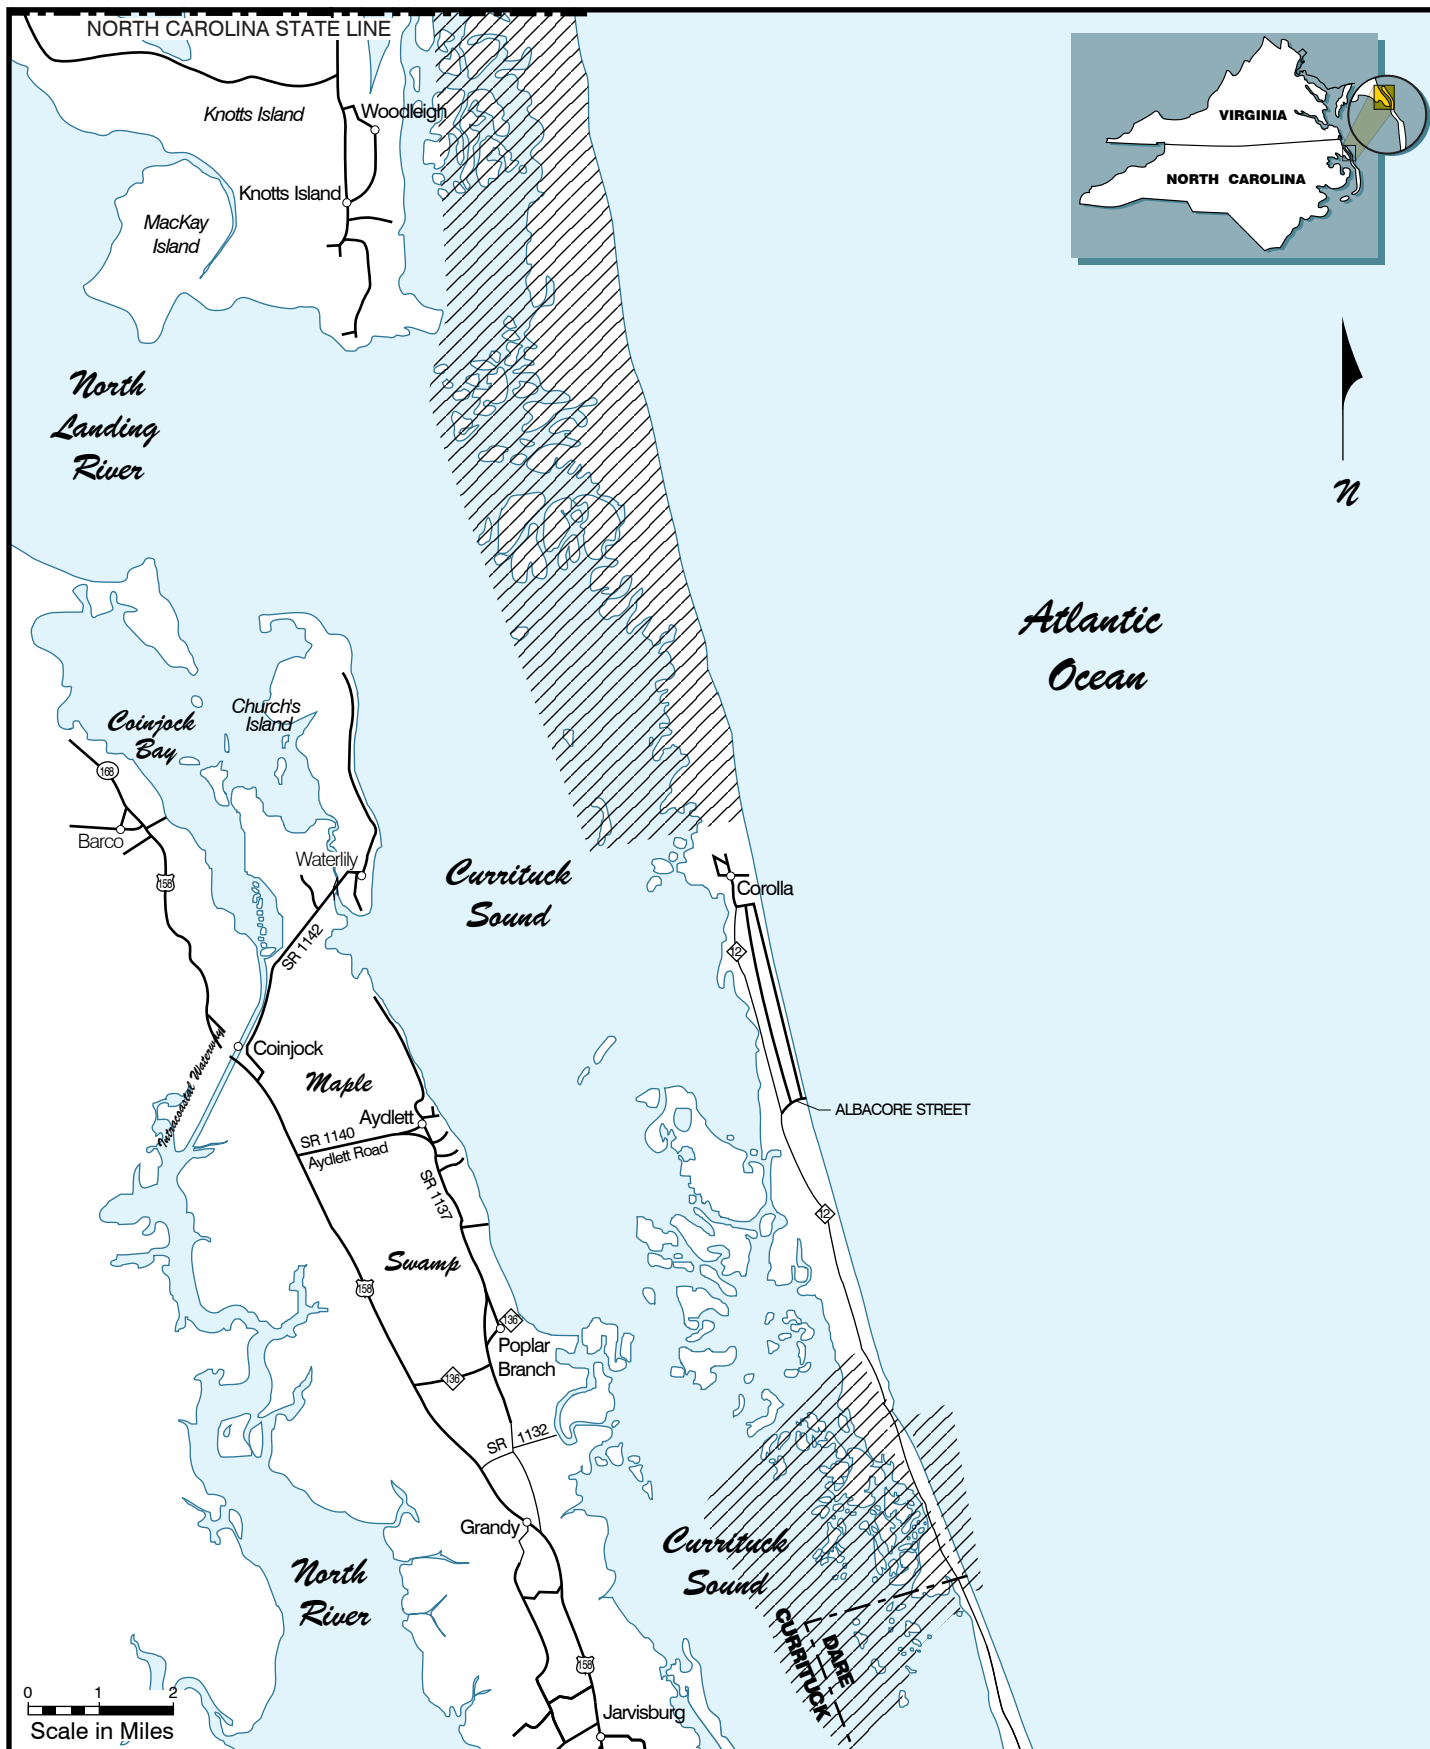 NORTH CAROLINA STATE LINE
Knotts Island
Woodleigh
Knotts Island
MacKay
Island
VIRGINIA
NORTH CAROLINA
North
Landing
River
N
Atlantic
Ocean
Church's
Island
Coinjock
Bay
168
Barco
Waterlily
158
Currituck
Sound
Corolla
12
SR 1142
Intracoastal Waterway
Coinjock
Maple
Aydlett
SR 1140
Aydlett Road
SR 1137
ALBACORE STREET
12
Swamp
158
136
Poplar
Branch
136
SR 1132
Grandy
Currituck
Sound
North
River
DARE
CURRITUCK
158
Jarvisburg
0 1 2
Scale in Miles